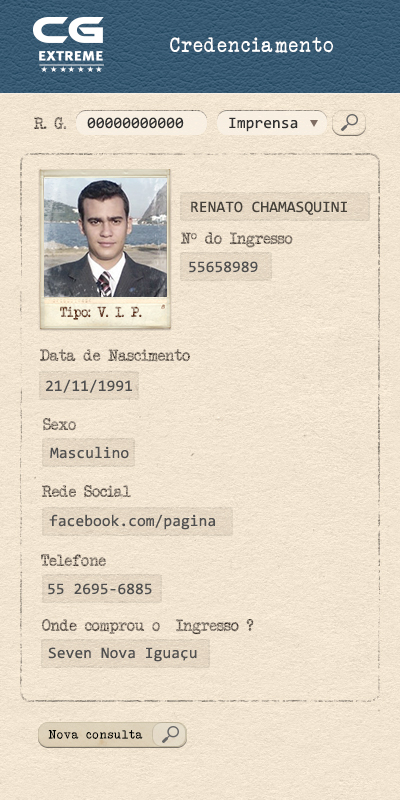 CG
EXTREME
Credenciamento
R. G. 00000000000 Imprensa
RENATO CHAMASQUINI
Nº do Ingresso
55658989
Tipo: V. I. P.
Data de Nascimento
21/11/1991
Sexo
Masculino
Rede Social
facebook.com/pagina
Telefone
55 2695-6885
Onde comprou o Ingresso ?
Seven Nova Iguaçu
Nova consulta